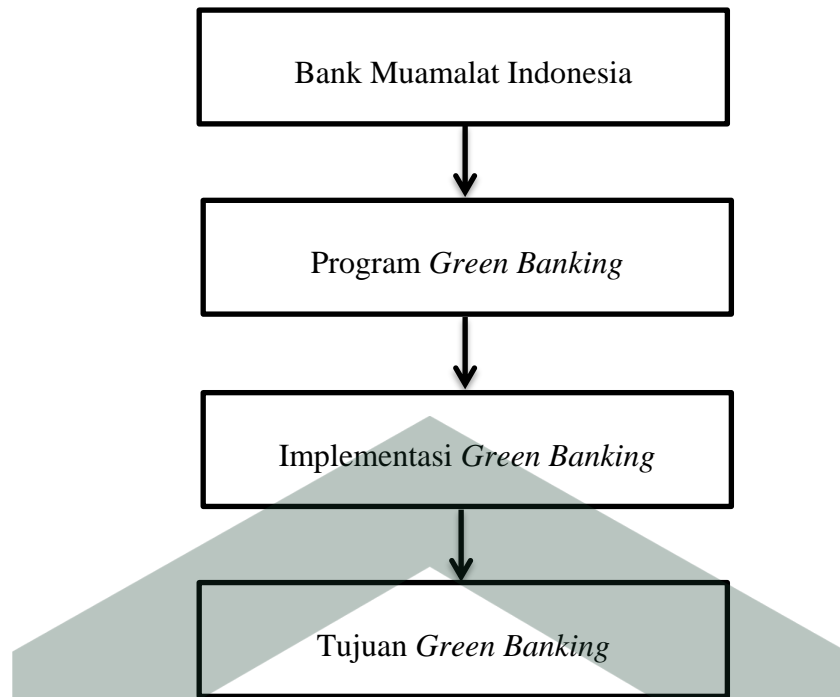 Bank Muamalat Indonesia
Program Green Banking
Implementasi Green Banking
Tujuan Green Banking